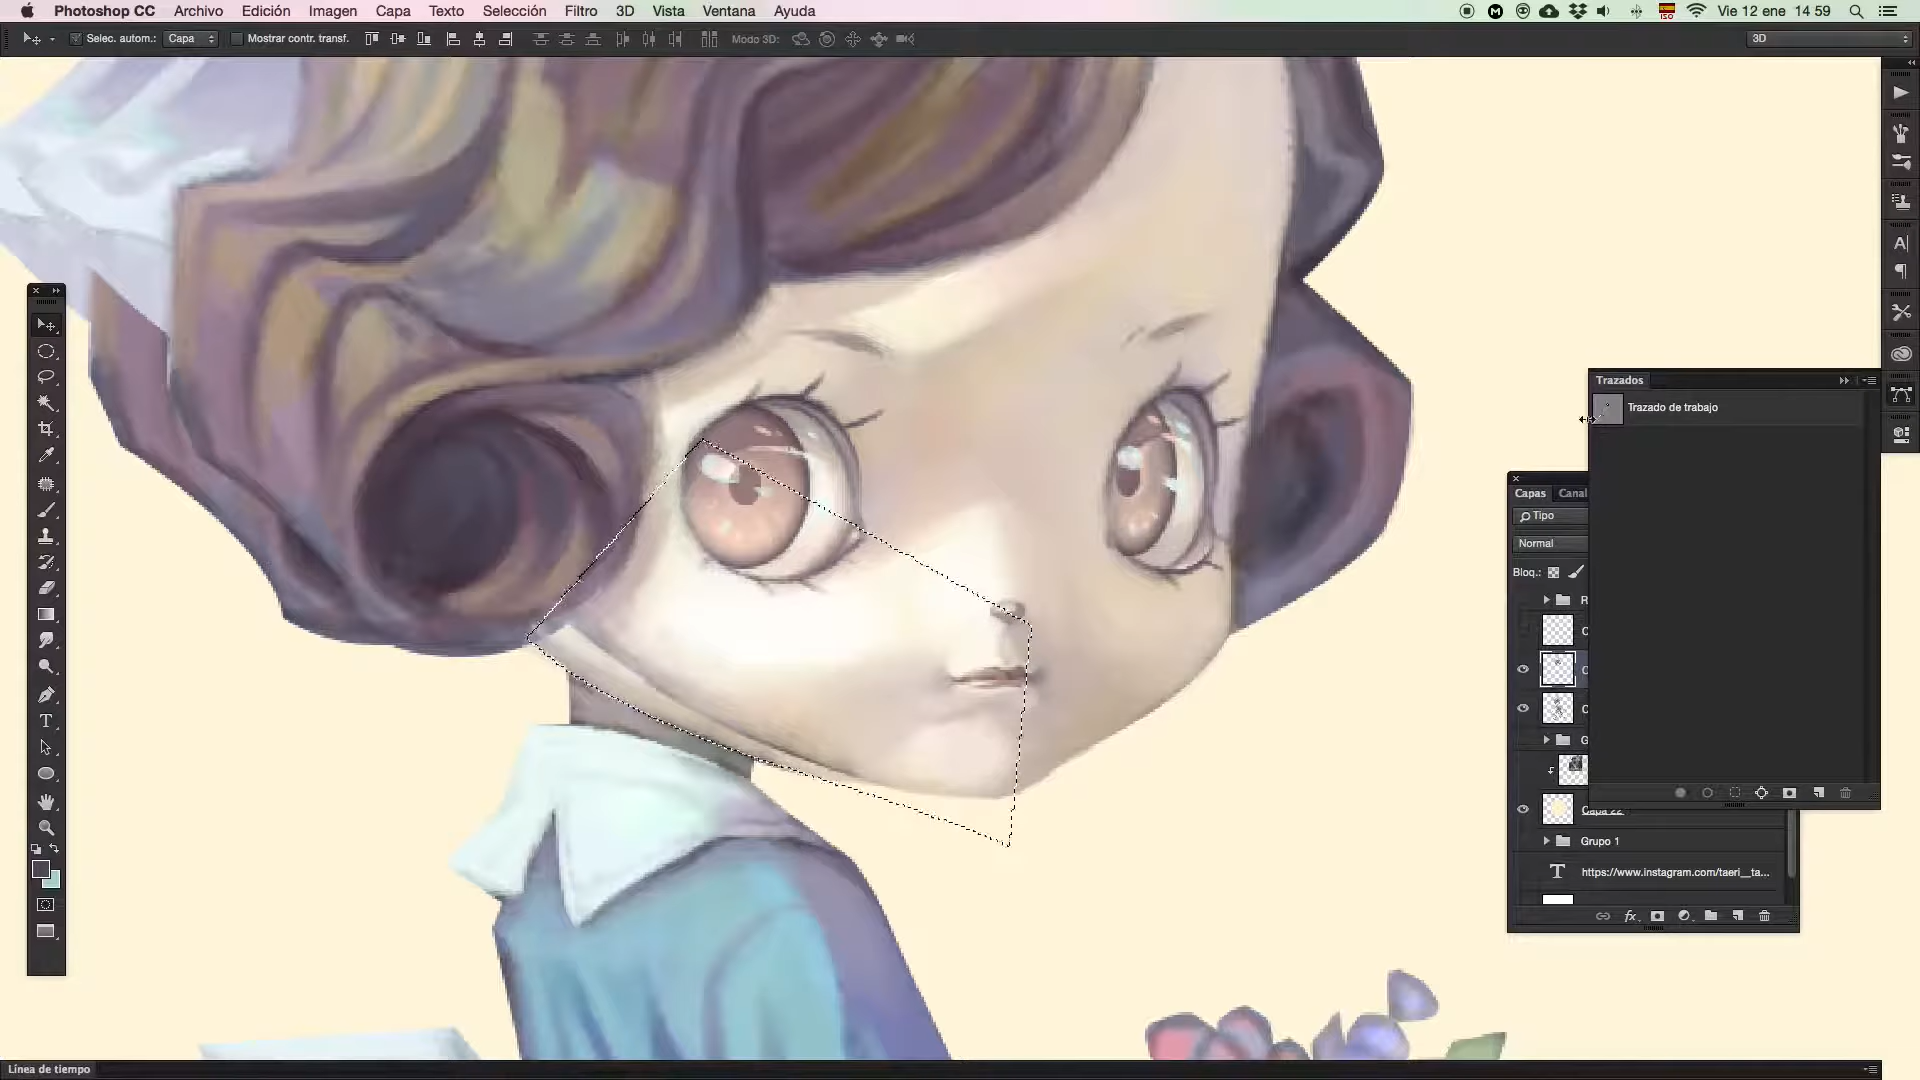 Photoshop CC Archivo Edición Imagen Capa Texto Selección Filtro 3D Vista Ventana Ayuda Vie 12 ene 14 59
Selec. autom.: Capa Mostrar contr. transf. Modo 3D: 3D
Trazados
Trazado de trabajo
Capas Canal
Tipo
Normal
Bloq.:
R
C
C
C
G
Capa 22
Grupo 1
https://www.instagram.com/taeri__ta...
Línea de tiempo